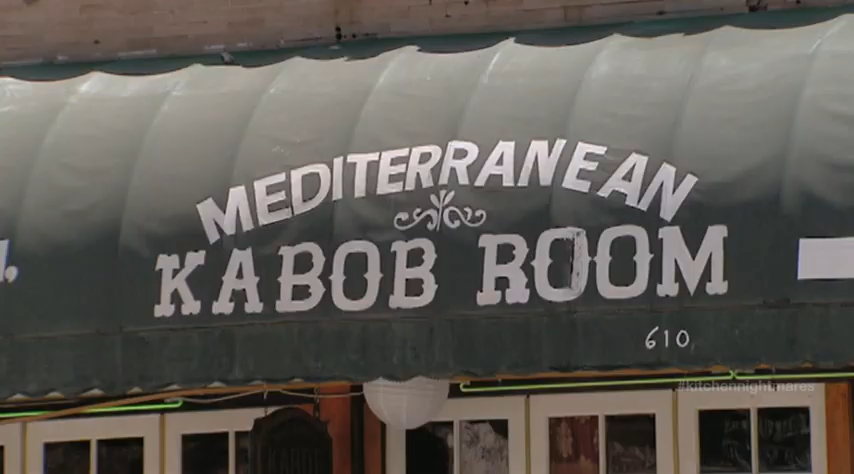 MEDITERRANEAN
KABOB ROOM
610
#kitchennightmares